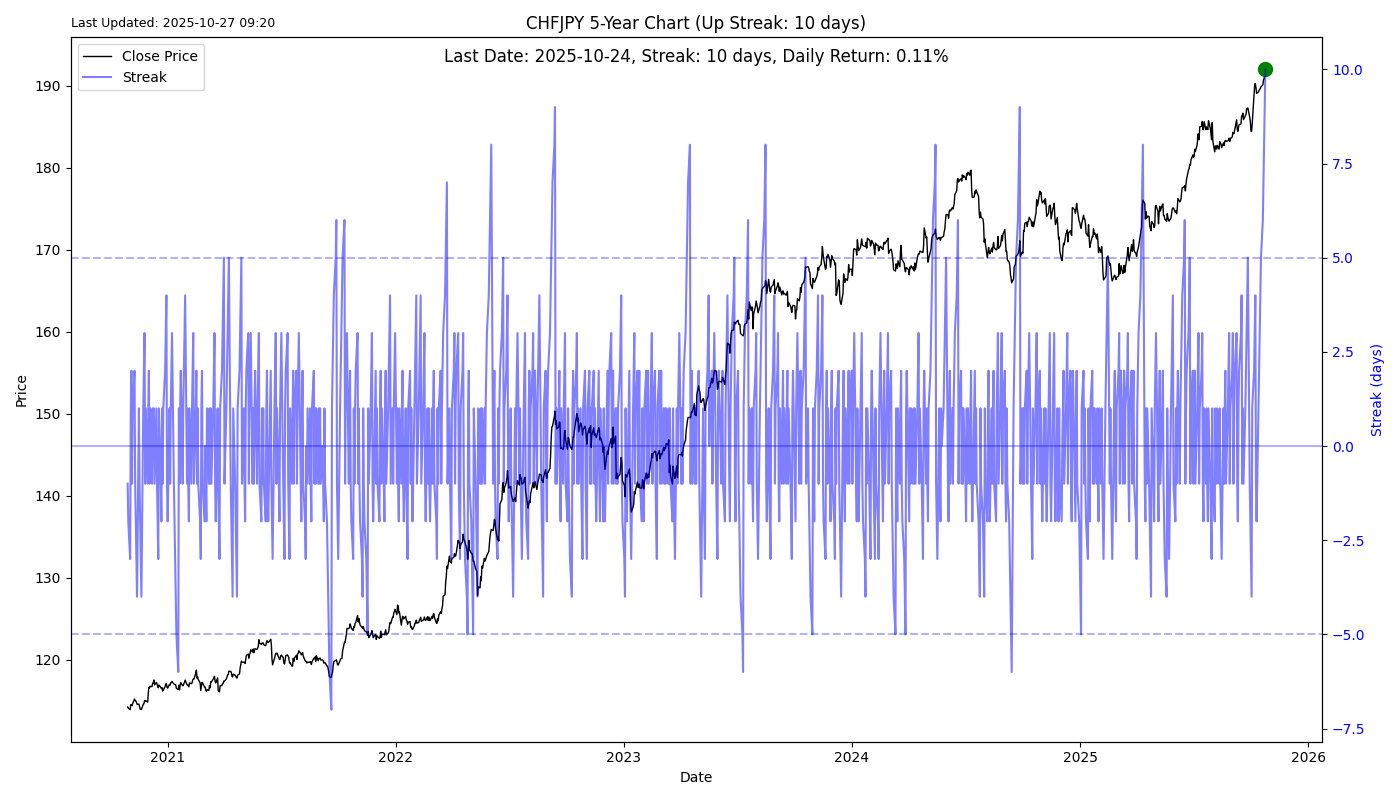 Last Updated: 2025-10-27 09:20
CHFJPY 5-Year Chart (Up Streak: 10 days)
Last Date: 2025-10-24, Streak: 10 days, Daily Return: 0.11%
Close Price
Streak
190
180
170
160
150
140
130
120
Price
10.0
7.5
5.0
2.5
0.0
−2.5
−5.0
−7.5
Streak (days)
2021
2022
2023
2024
2025
2026
Date